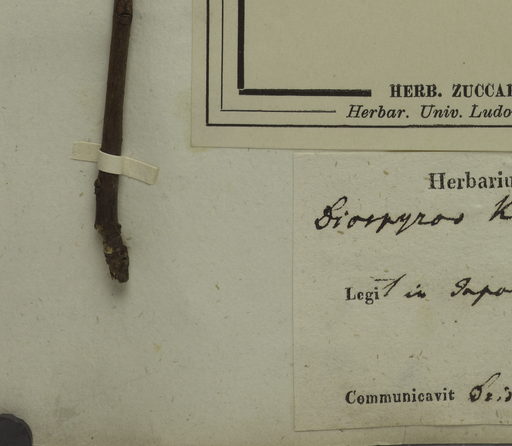 HERB. ZUCCA
Herbar. Univ. Ludo
Herbariu
Diospyros K
Legit in Japo
Communicavit